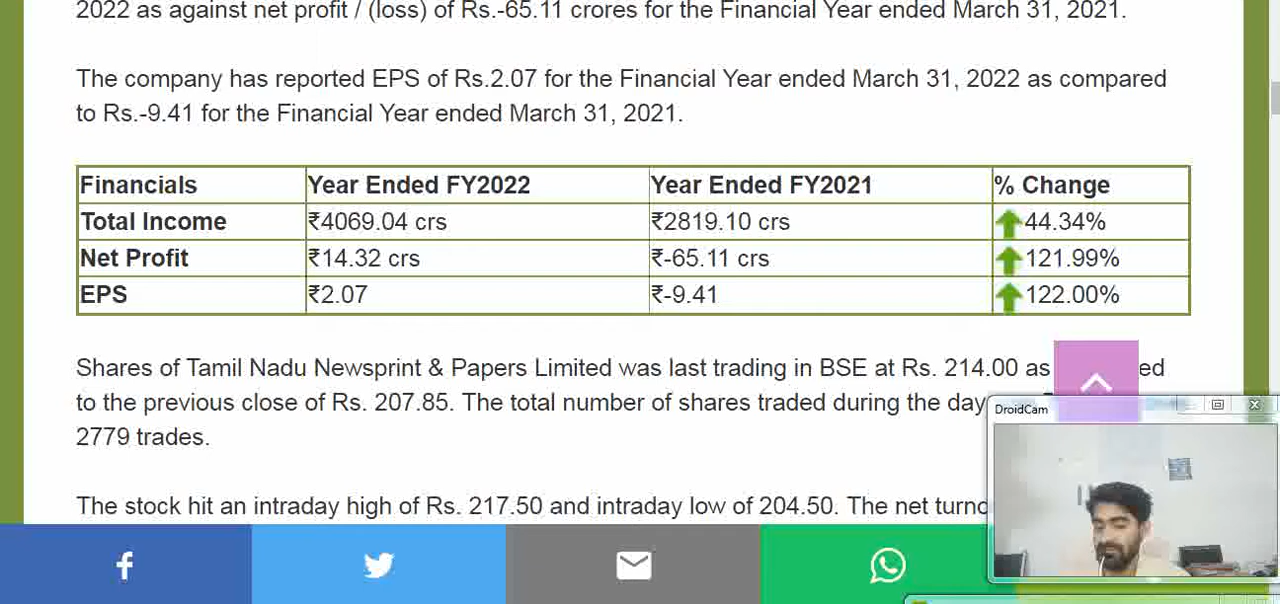 2022 as against net profit / (loss) of Rs.-65.11 crores for the Financial Year ended March 31, 2021.
The company has reported EPS of Rs.2.07 for the Financial Year ended March 31, 2022 as compared
to Rs.-9.41 for the Financial Year ended March 31, 2021.
Financials Year Ended FY2022 Year Ended FY2021 % Change
Total Income ₹4069.04 crs ₹2819.10 crs 44.34%
Net Profit ₹14.32 crs ₹-65.11 crs 121.99%
EPS ₹2.07 ₹-9.41 122.00%
Shares of Tamil Nadu Newsprint & Papers Limited was last trading in BSE at Rs. 214.00 as ed
to the previous close of Rs. 207.85. The total number of shares traded during the day
2779 trades.
The stock hit an intraday high of Rs. 217.50 and intraday low of 204.50. The net
DroidCam